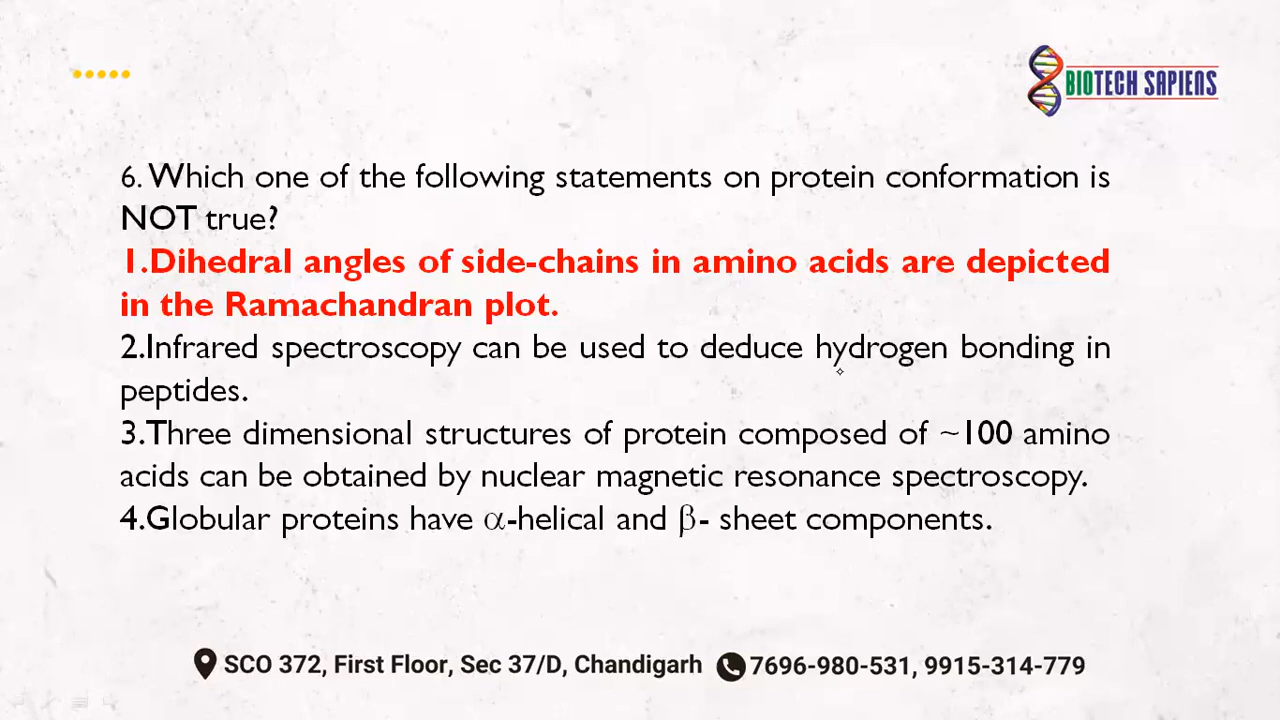 BIOTECH SAPIENS
6. Which one of the following statements on protein conformation is
NOT true?
1.Dihedral angles of side-chains in amino acids are depicted
in the Ramachandran plot.
2.Infrared spectroscopy can be used to deduce hydrogen bonding in
peptides.
3.Three dimensional structures of protein composed of ~100 amino
acids can be obtained by nuclear magnetic resonance spectroscopy.
4.Globular proteins have α-helical and β- sheet components.
SCO 372, First Floor, Sec 37/D, Chandigarh 7696-980-531, 9915-314-779